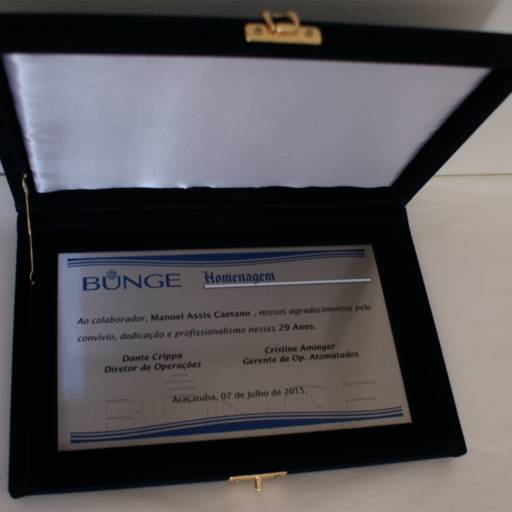 BUNGE Homenagem
Ao colaborador, Manoel Assis Caetano , nossos agradecimentos pelo
convívio, dedicação e profissionalismo nesses 29 Anos.
Dante Crippa
Diretor de Operações
Cristine Aminger
Gerente de Op. Atomatados
Araçatuba, 07 de Julho de 2015.
BUNGE